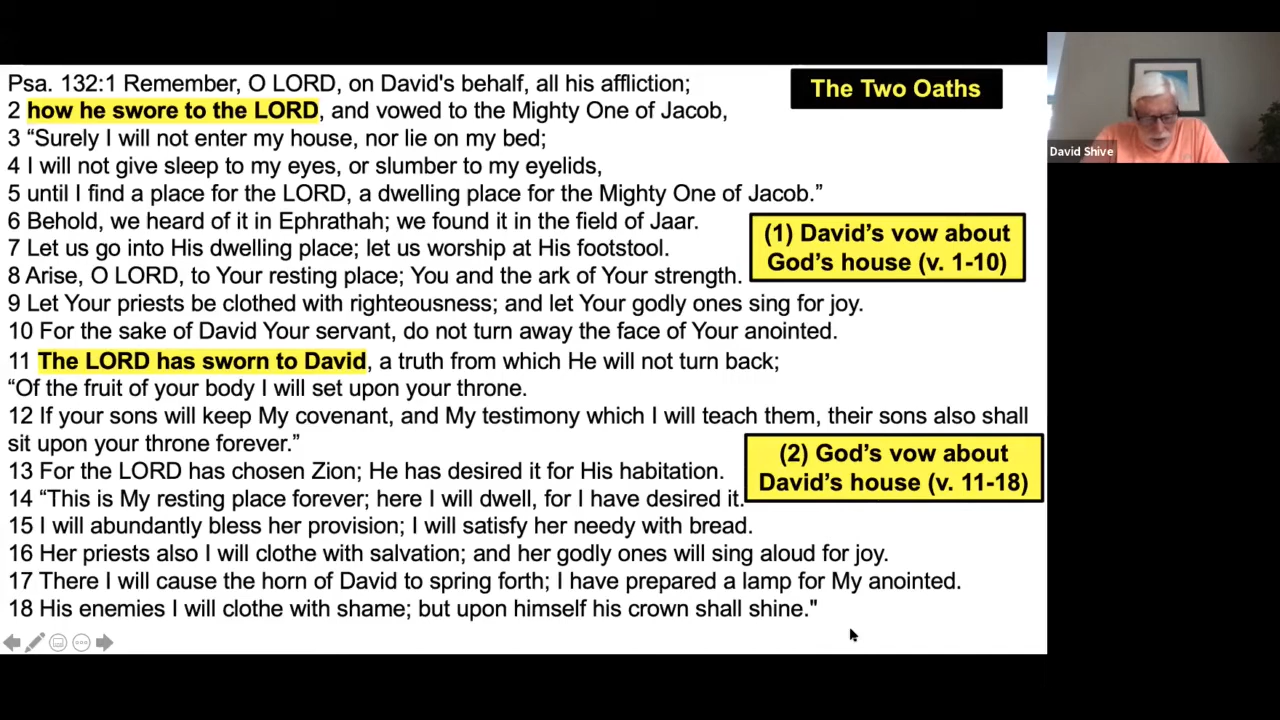 Psa. 132:1 Remember, O LORD, on David's behalf, all his affliction;
The Two Oaths
2 how he swore to the LORD, and vowed to the Mighty One of Jacob,
3 “Surely I will not enter my house, nor lie on my bed;
David Shive
4 I will not give sleep to my eyes, or slumber to my eyelids,
5 until I find a place for the LORD, a dwelling place for the Mighty One of Jacob.”
6 Behold, we heard of it in Ephrathah; we found it in the field of Jaar.
7 Let us go into His dwelling place; let us worship at His footstool.
(1) David’s vow about
God’s house (v. 1-10)
8 Arise, O LORD, to Your resting place; You and the ark of Your strength.
9 Let Your priests be clothed with righteousness; and let Your godly ones sing for joy.
10 For the sake of David Your servant, do not turn away the face of Your anointed.
11 The LORD has sworn to David, a truth from which He will not turn back;
“Of the fruit of your body I will set upon your throne.
12 If your sons will keep My covenant, and My testimony which I will teach them, their sons also shall
sit upon your throne forever.”
13 For the LORD has chosen Zion; He has desired it for His habitation.
(2) God’s vow about
David’s house (v. 11-18)
14 “This is My resting place forever; here I will dwell, for I have desired it.
15 I will abundantly bless her provision; I will satisfy her needy with bread.
16 Her priests also I will clothe with salvation; and her godly ones will sing aloud for joy.
17 There I will cause the horn of David to spring forth; I have prepared a lamp for My anointed.
18 His enemies I will clothe with shame; but upon himself his crown shall shine."